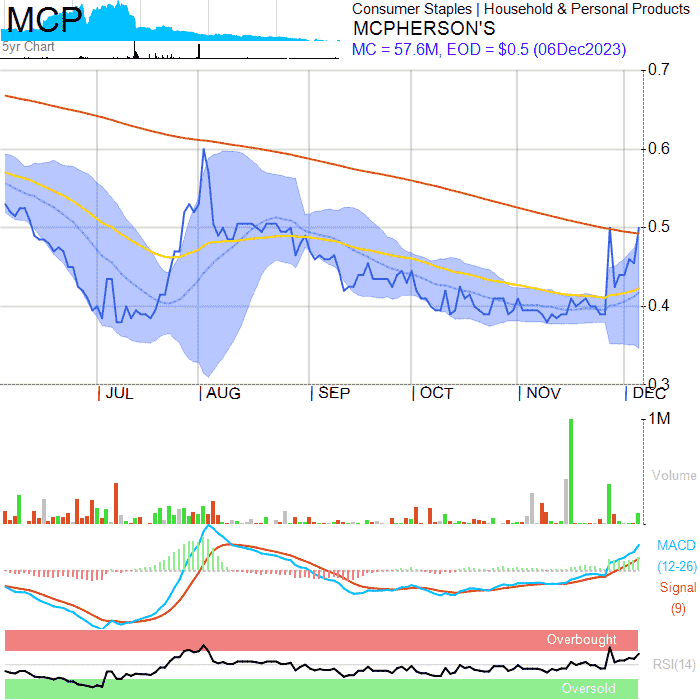 MCP
5yr Chart
Consumer Staples | Household & Personal Products
MCPHERSON'S
MC = 57.6M, EOD = $0.5 (06Dec2023)
0.7
0.6
0.5
0.4
0.3
| JUL
| AUG
| SEP
| OCT
| NOV
| DEC
1M
Volume
MACD
(12-26)
Signal
(9)
Overbought
RSI(14)
Oversold